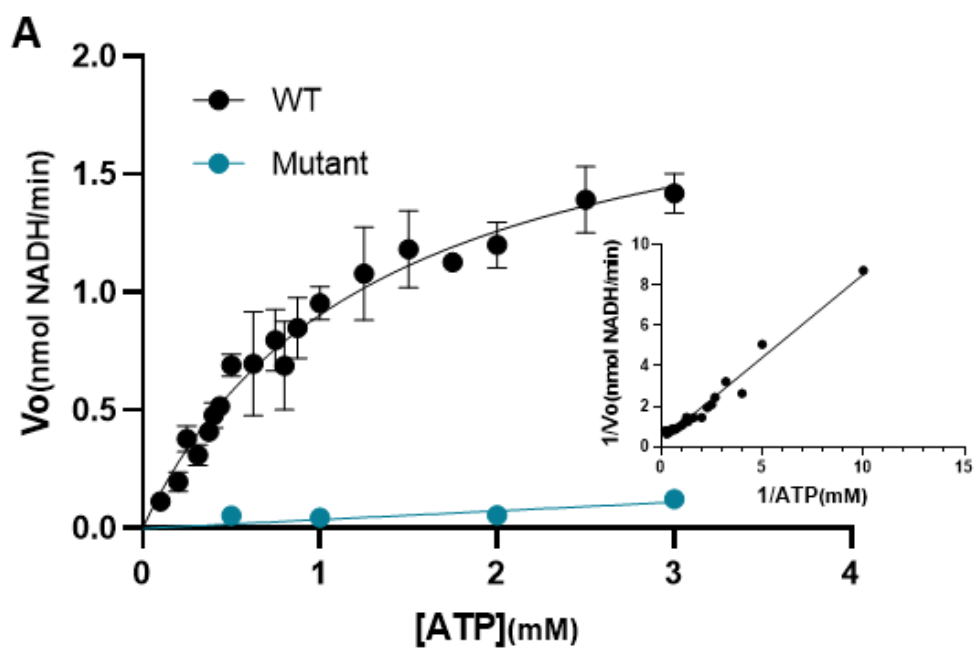 A
2.0
WT
Mutant
1.5
1.0
0.5
0.0
Vo(nmol NADH/min)
0
1
2
3
4
[ATP](mM)
10
8
6
4
2
0
1/Vo(nmol NADH/min)
0
5
10
15
1/ATP(mM)